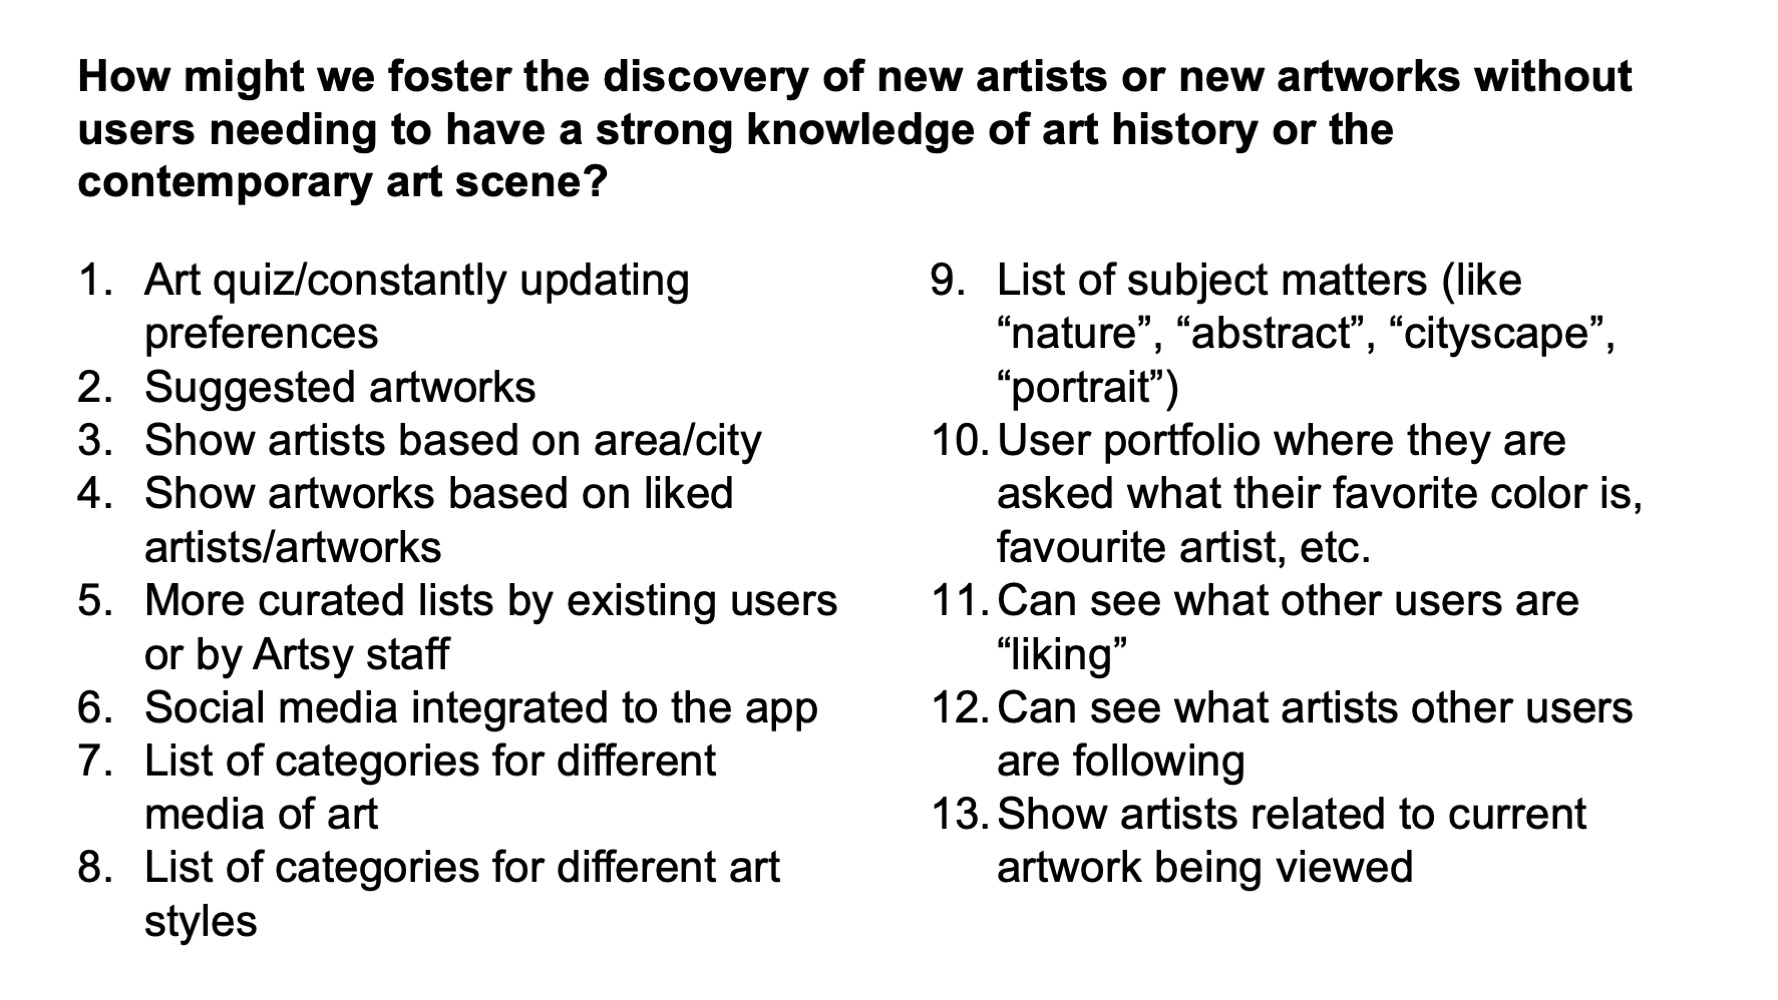 How might we foster the discovery of new artists or new artworks without
users needing to have a strong knowledge of art history or the
contemporary art scene?
1. Art quiz/constantly updating
preferences
2. Suggested artworks
3. Show artists based on area/city
4. Show artworks based on liked
artists/artworks
5. More curated lists by existing users
or by Artsy staff
6. Social media integrated to the app
7. List of categories for different
media of art
8. List of categories for different art
styles
9. List of subject matters (like
“nature”, “abstract”, “cityscape”,
“portrait”)
10. User portfolio where they are
asked what their favorite color is,
favourite artist, etc.
11. Can see what other users are
“liking”
12. Can see what artists other users
are following
13. Show artists related to current
artwork being viewed